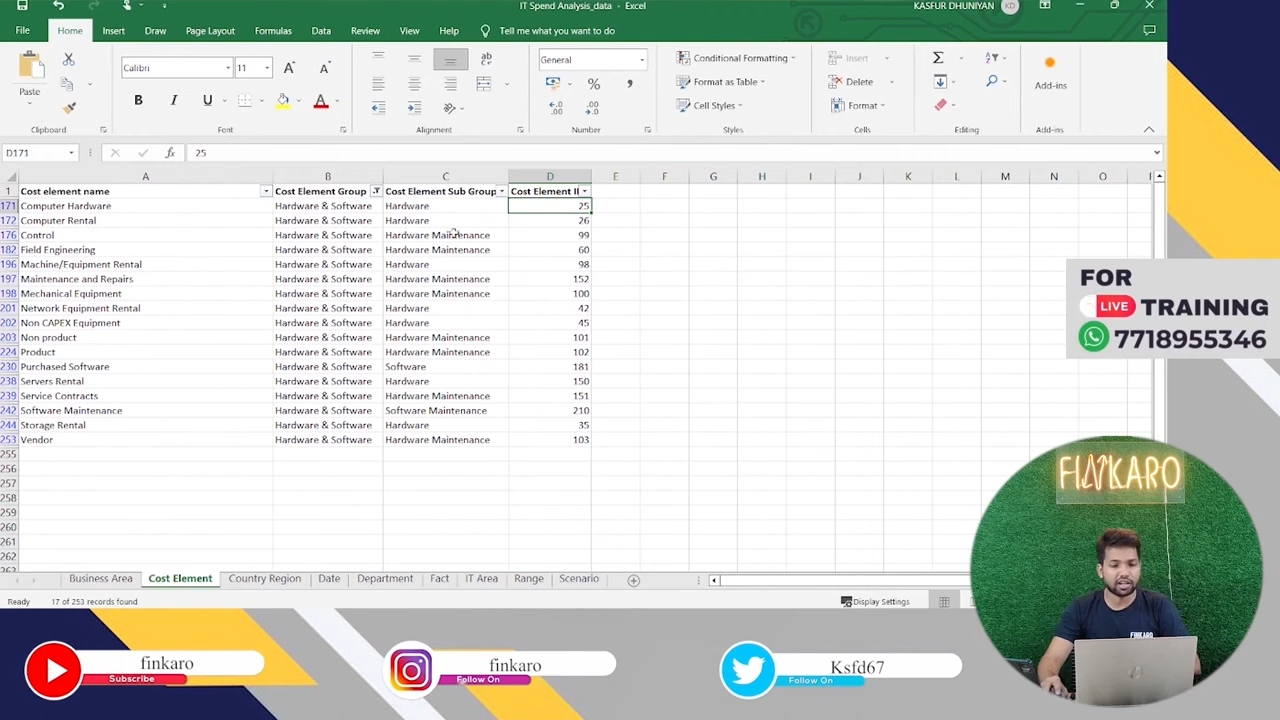 IT Spend Analysis_data - Excel
KASFUR DHUNIYAN
KD
File
Home
Insert
Draw
Page Layout
Formulas
Data
Review
View
Help
Tell me what you want to do
Paste
Clipboard
Calibri
11
B I U
Font
ab
Alignment
General
%
Number
Conditional Formatting
Format as Table
Cell Styles
Styles
Insert
Delete
Format
Cells
Editing
Add-ins
Add-ins
D171
fx
25
A B C D E F G H I J K L M N O
1 Cost element name Cost Element Group Cost Element Sub Group Cost Element
171 Computer Hardware Hardware & Software Hardware 25
172 Computer Rental Hardware & Software Hardware 26
176 Control Hardware & Software Hardware Maintenance 99
182 Field Engineering Hardware & Software Hardware Maintenance 60
196 Machine/Equipment Rental Hardware & Software Hardware 98
197 Maintenance and Repairs Hardware & Software Hardware Maintenance 152
198 Mechanical Equipment Hardware & Software Hardware Maintenance 100
201 Network Equipment Rental Hardware & Software Hardware 42
202 Non CAPEX Equipment Hardware & Software Hardware 45
203 Non product Hardware & Software Hardware Maintenance 101
224 Product Hardware & Software Hardware Maintenance 102
230 Purchased Software Hardware & Software Software 181
238 Servers Rental Hardware & Software Hardware 150
239 Service Contracts Hardware & Software Hardware Maintenance 151
242 Software Maintenance Hardware & Software Software Maintenance 210
249 Storage Rental Hardware & Software Hardware 35
253 Vendor Hardware & Software Hardware Maintenance 103
255
256
257
258
259
260
261
262
Business Area
Cost Element
Country Region
Date
Department
Fact
IT Area
Range
Scenario
Ready
17 of 253 records found
Display Settings
FOR
LIVE TRAINING
7718955346
FINKARO
FINKARO
finkaro
Subscribe
finkaro
Follow On
Ksfd67
Follow On